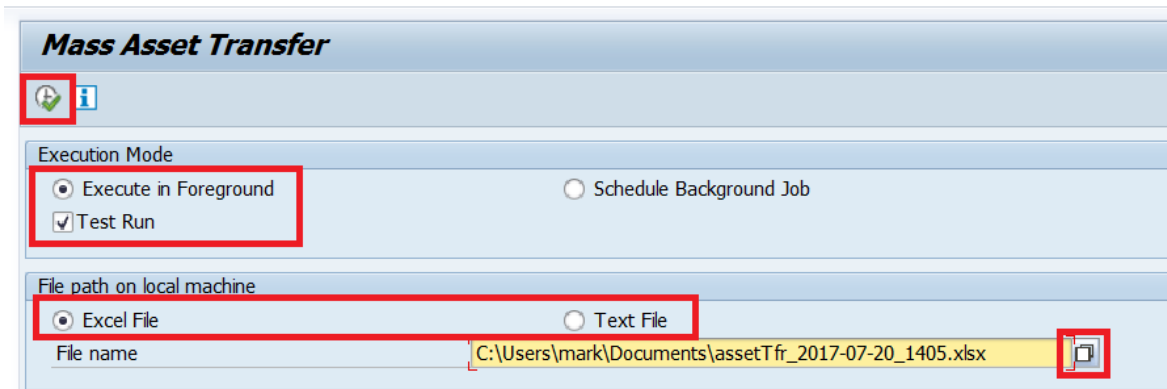 Mass Asset Transfer
Execution Mode
Execute in Foreground Schedule Background Job
Test Run
File path on local machine
Excel File Text File
File name C:\Users\mark\Documents\assetTfr_2017-07-20_1405.xlsx